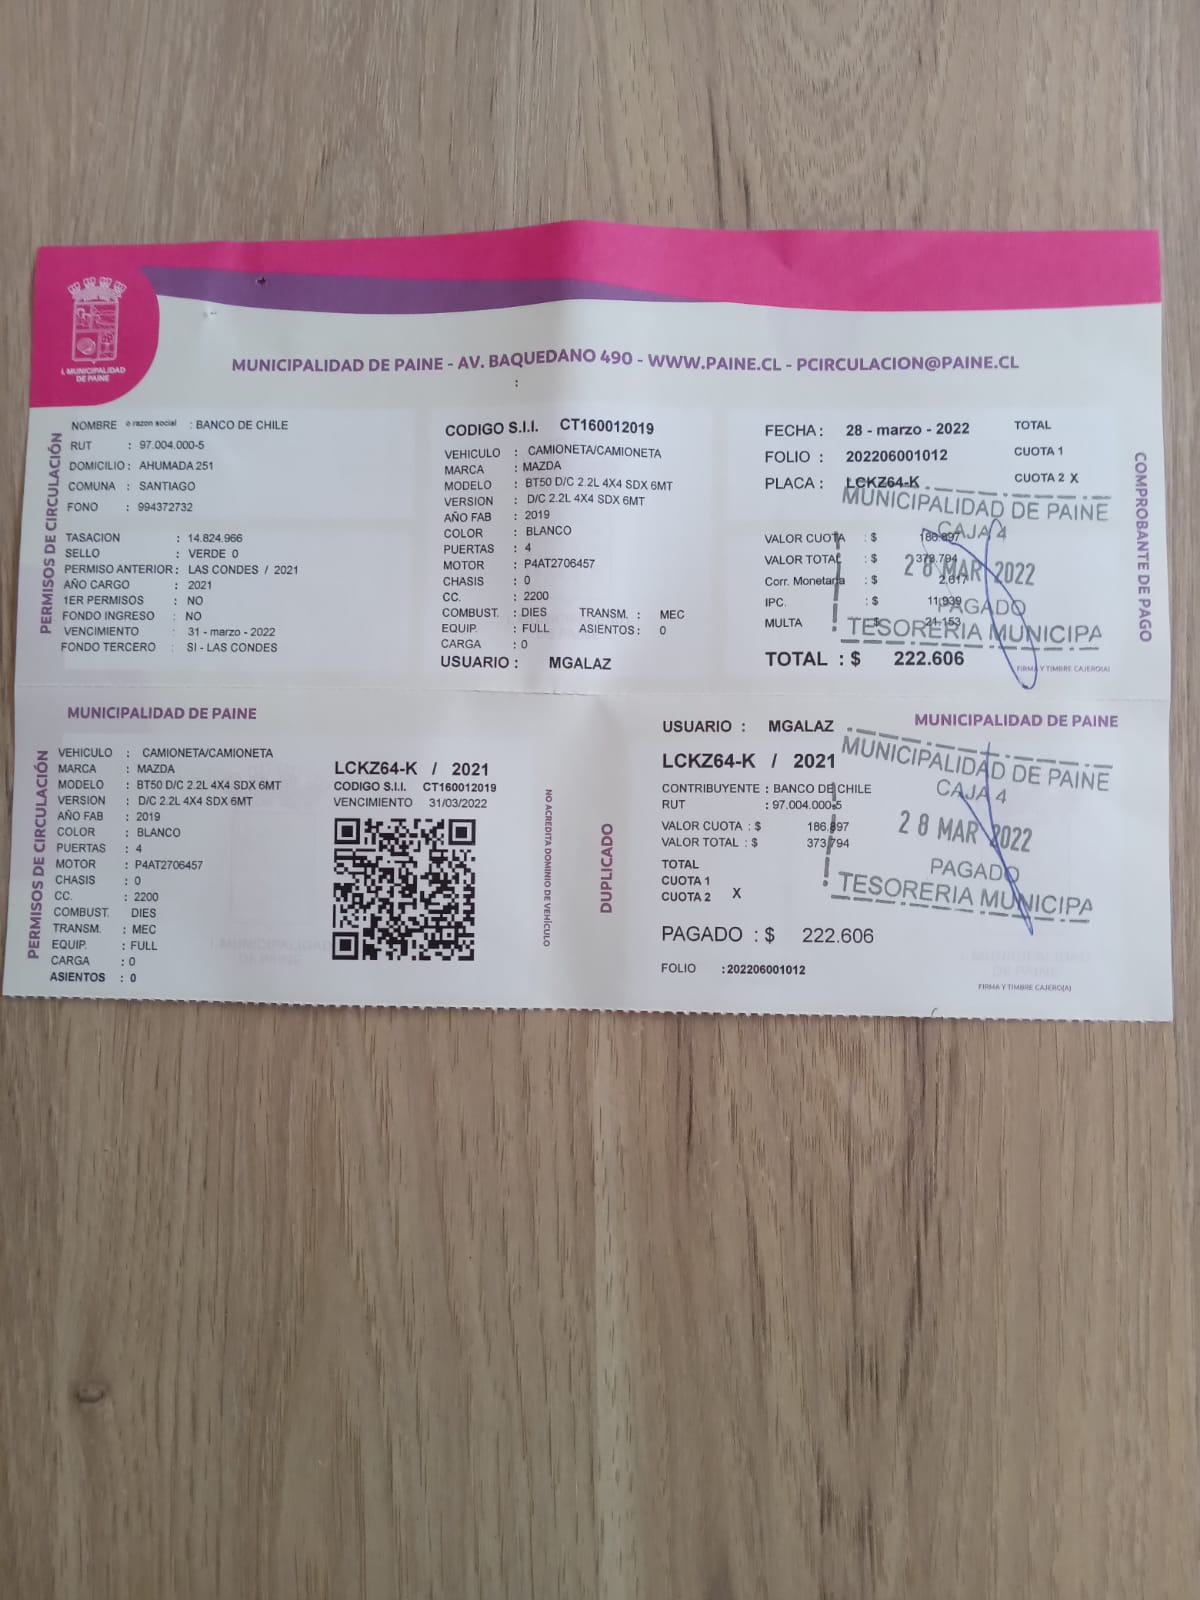 I. MUNICIPALIDAD
DE PAINE
MUNICIPALIDAD DE PAINE - AV. BAQUEDANO 490 - WWW.PAINE.CL - PCIRCULACION@PAINE.CL
:
PERMISOS DE CIRCULACIÓN
NOMBRE o razon social : BANCO DE CHILE
RUT : 97.004.000-5
DOMICILIO : AHUMADA 251
COMUNA : SANTIAGO
FONO : 994372732
TASACION : 14.824.966
SELLO : VERDE 0
PERMISO ANTERIOR : LAS CONDES / 2021
AÑO CARGO : 2021
1ER PERMISOS : NO
FONDO INGRESO : NO
VENCIMIENTO : 31 - marzo - 2022
FONDO TERCERO : SI - LAS CONDES
CODIGO S.I.I. CT160012019
VEHICULO : CAMIONETA/CAMIONETA
MARCA : MAZDA
MODELO : BT50 D/C 2.2L 4X4 SDX 6MT
VERSION : D/C 2.2L 4X4 SDX 6MT
AÑO FAB : 2019
COLOR : BLANCO
PUERTAS : 4
MOTOR : P4AT2706457
CHASIS : 0
CC. : 2200
COMBUST. : DIES TRANSM. : MEC
EQUIP. : FULL ASIENTOS : 0
CARGA : 0
USUARIO : MGALAZ
FECHA : 28 - marzo - 2022
FOLIO : 202206001012
PLACA : LCKZ64-K
TOTAL
CUOTA 1
CUOTA 2 X
VALOR CUOTA : $ 186.897
VALOR TOTAL : $ 373.794
Corr. Monetaria : $ 2.617
IPC. : $ 11.939
MULTA $ 21.153
TOTAL : $ 222.606
MUNICIPALIDAD DE PAINE
CAJA 4
28 MAR 2022
PAGADO
TESORERIA MUNICIPA
FIRMA Y TIMBRE CAJERO(A)
COMPROBANTE DE PAGO
MUNICIPALIDAD DE PAINE
PERMISOS DE CIRCULACIÓN
VEHICULO : CAMIONETA/CAMIONETA
MARCA : MAZDA
MODELO : BT50 D/C 2.2L 4X4 SDX 6MT
VERSION : D/C 2.2L 4X4 SDX 6MT
AÑO FAB : 2019
COLOR : BLANCO
PUERTAS : 4
MOTOR : P4AT2706457
CHASIS : 0
CC. : 2200
COMBUST. DIES
TRANSM. : MEC
EQUIP. : FULL
CARGA : 0
ASIENTOS : 0
LCKZ64-K / 2021
CODIGO S.I.I. CT160012019
VENCIMIENTO 31/03/2022
NO ACREDITA DOMINIO DE VEHÍCULO
DUPLICADO
USUARIO : MGALAZ
MUNICIPALIDAD DE PAINE
LCKZ64-K / 2021
CONTRIBUYENTE : BANCO DE CHILE
RUT : 97.004.000-5
VALOR CUOTA : $ 186.897
VALOR TOTAL : $ 373.794
TOTAL
CUOTA 1
CUOTA 2 X
PAGADO : $ 222.606
FOLIO : 202206001012
MUNICIPALIDAD DE PAINE
CAJA 4
28 MAR 2022
PAGADO
TESORERIA MUNICIPA
FIRMA Y TIMBRE CAJERO(A)